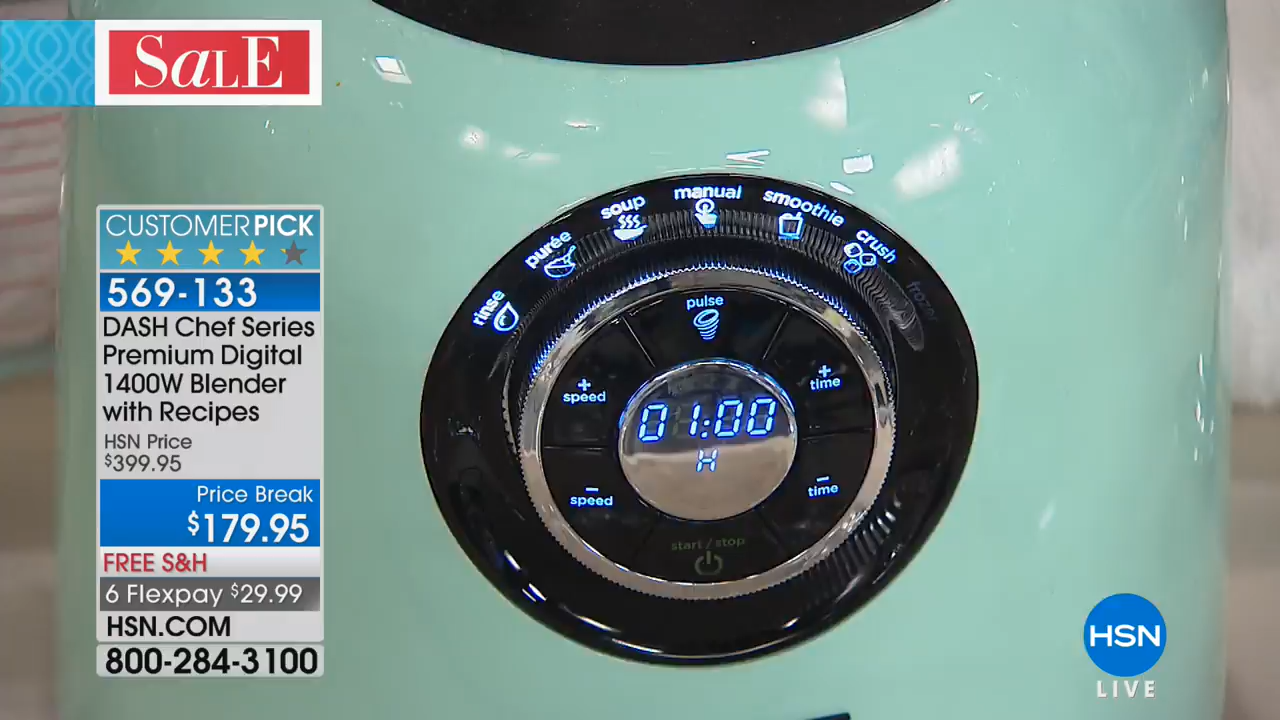 SALE
CUSTOMER PICK
569-133
DASH Chef Series
Premium Digital
1400W Blender
with Recipes
HSN Price
$399.95
Price Break
$179.95
FREE S&H
6 Flexpay $29.99
HSN.COM
800-284-3100
rinse
purée
soup
manual
smoothie
crush
frozen
pulse
+
speed
+
time
01:00
H
−
speed
−
time
start / stop
HSN
LIVE